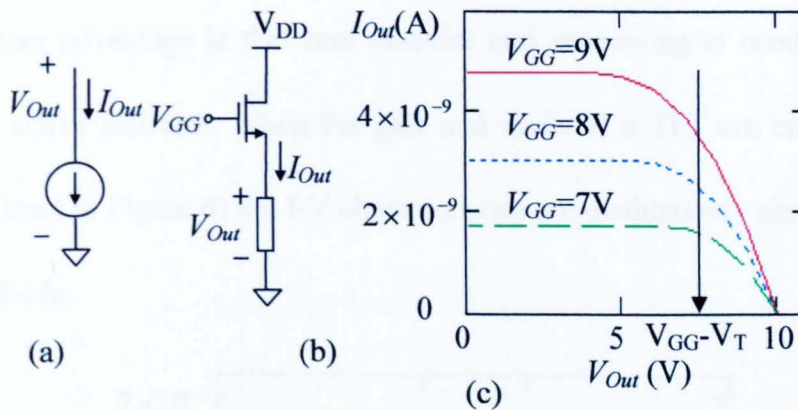 V_DD
+
V_Out
I_Out
−
(a)
V_GG
I_Out
+
V_Out
−
(b)
I_Out(A)
4×10⁻⁹
2×10⁻⁹
0
V_GG=9V
V_GG=8V
V_GG=7V
0
5
V_GG-V_T
10
V_Out (V)
(c)